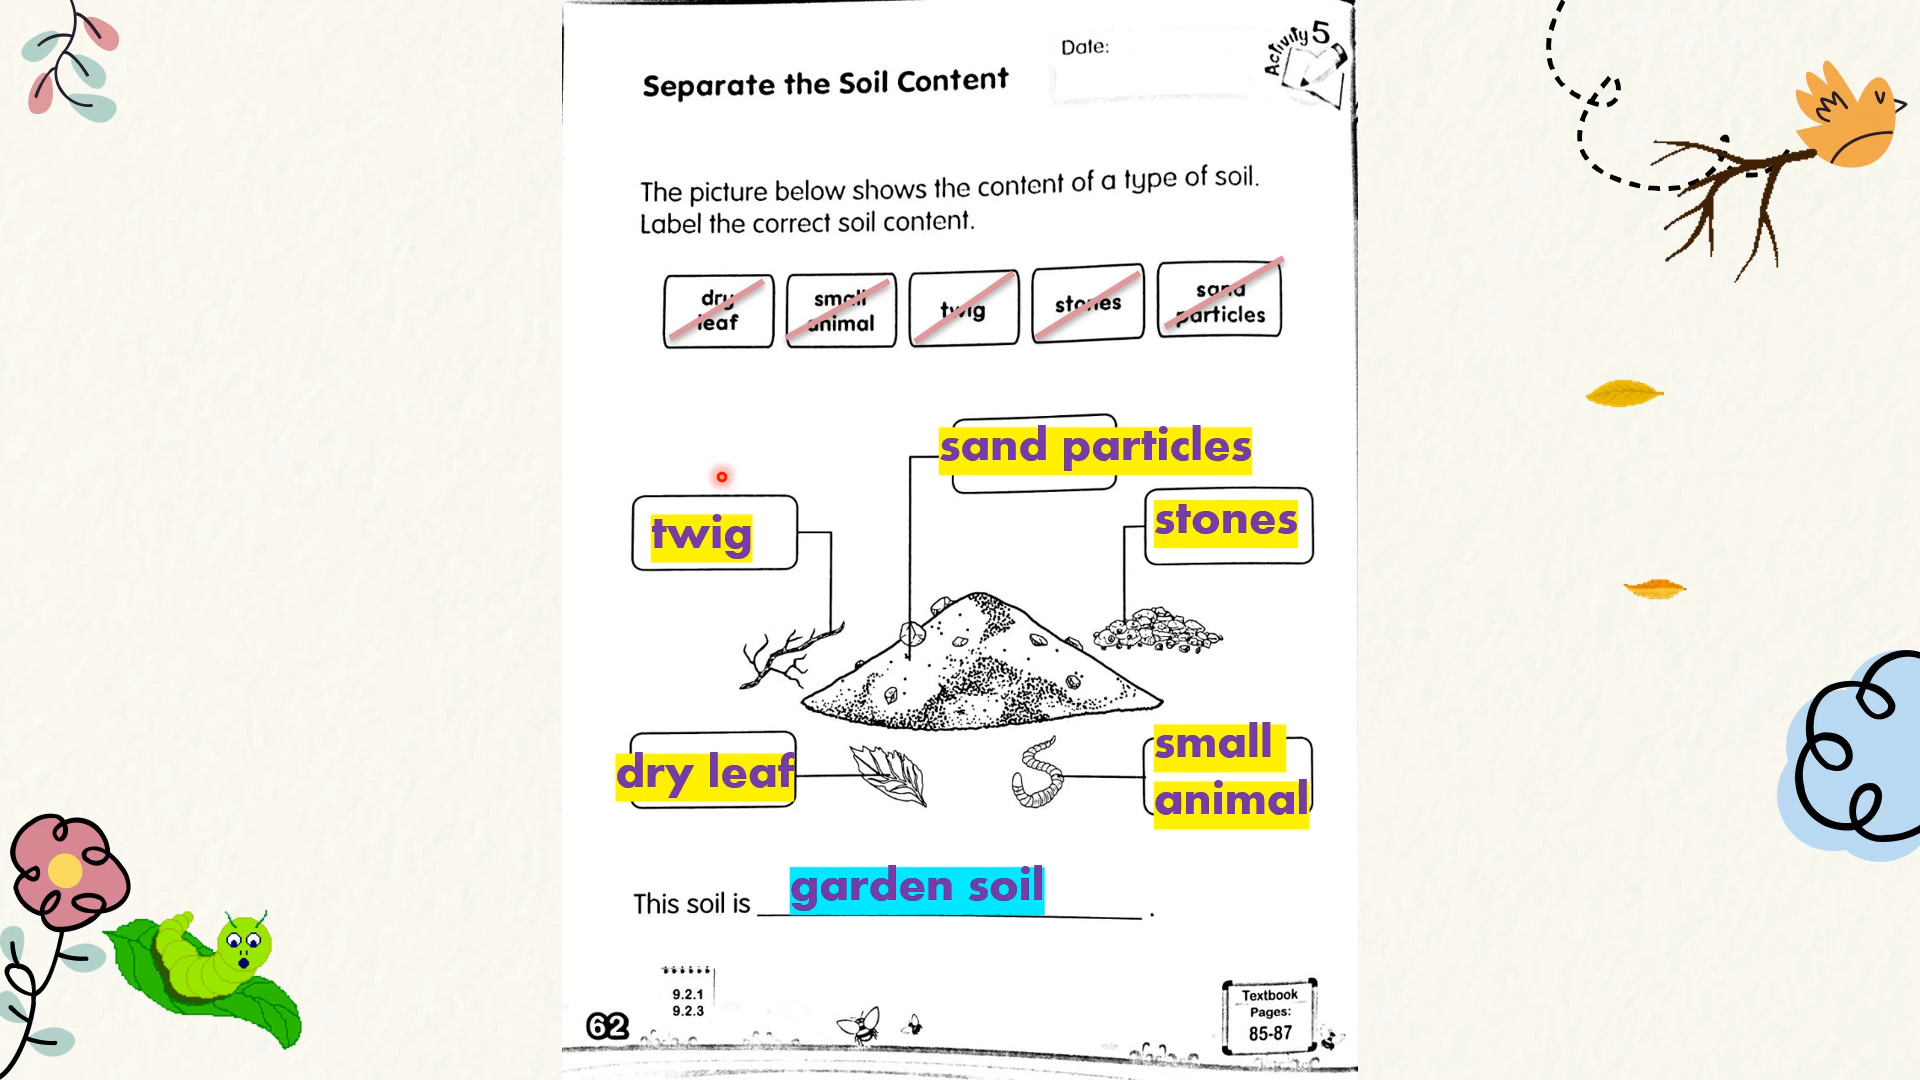 Date:
Activity 5
Separate the Soil Content
The picture below shows the content of a type of soil.
Label the correct soil content.
dry
leaf
small
animal
twig
stones
sand
particles
sand particles
twig
stones
dry leaf
small
animal
This soil is garden soil .
9.2.1
9.2.3
62
Textbook
Pages:
85-87